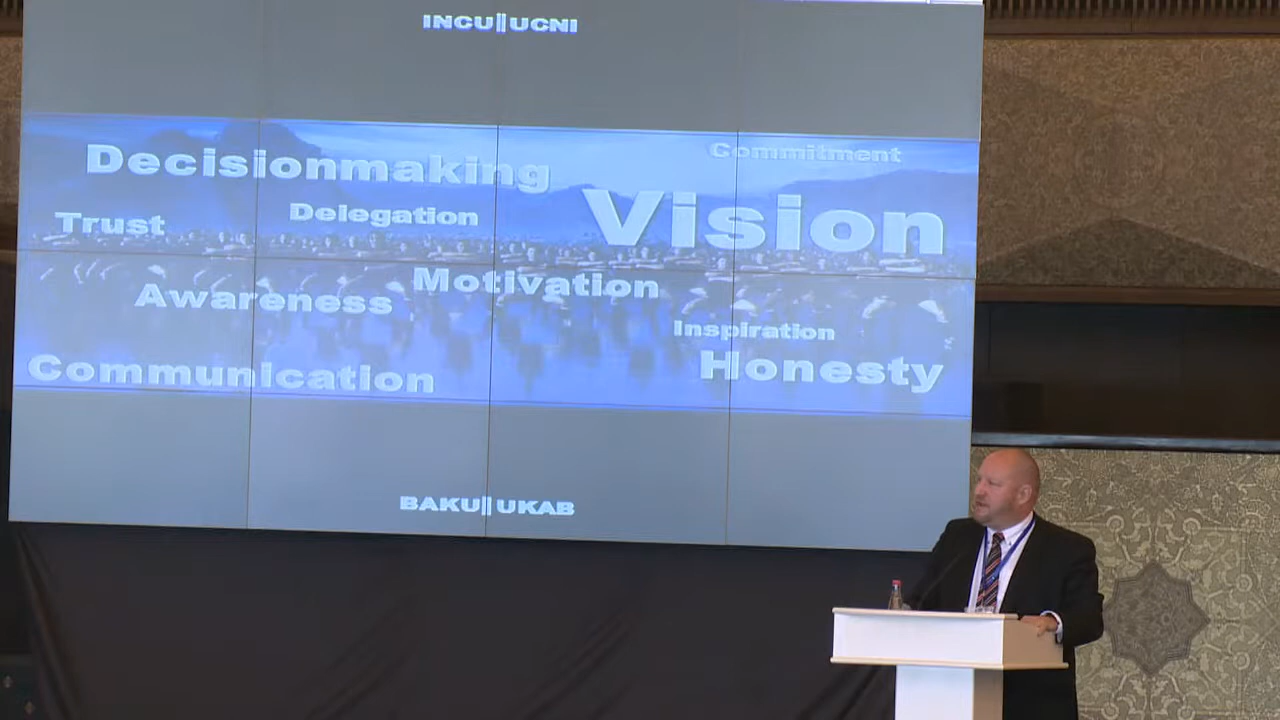 INCU||UCNI
Decisionmaking
Commitment
Trust
Delegation
Vision
Awareness
Motivation
Inspiration
Communication
Honesty
BAKU||UKAB